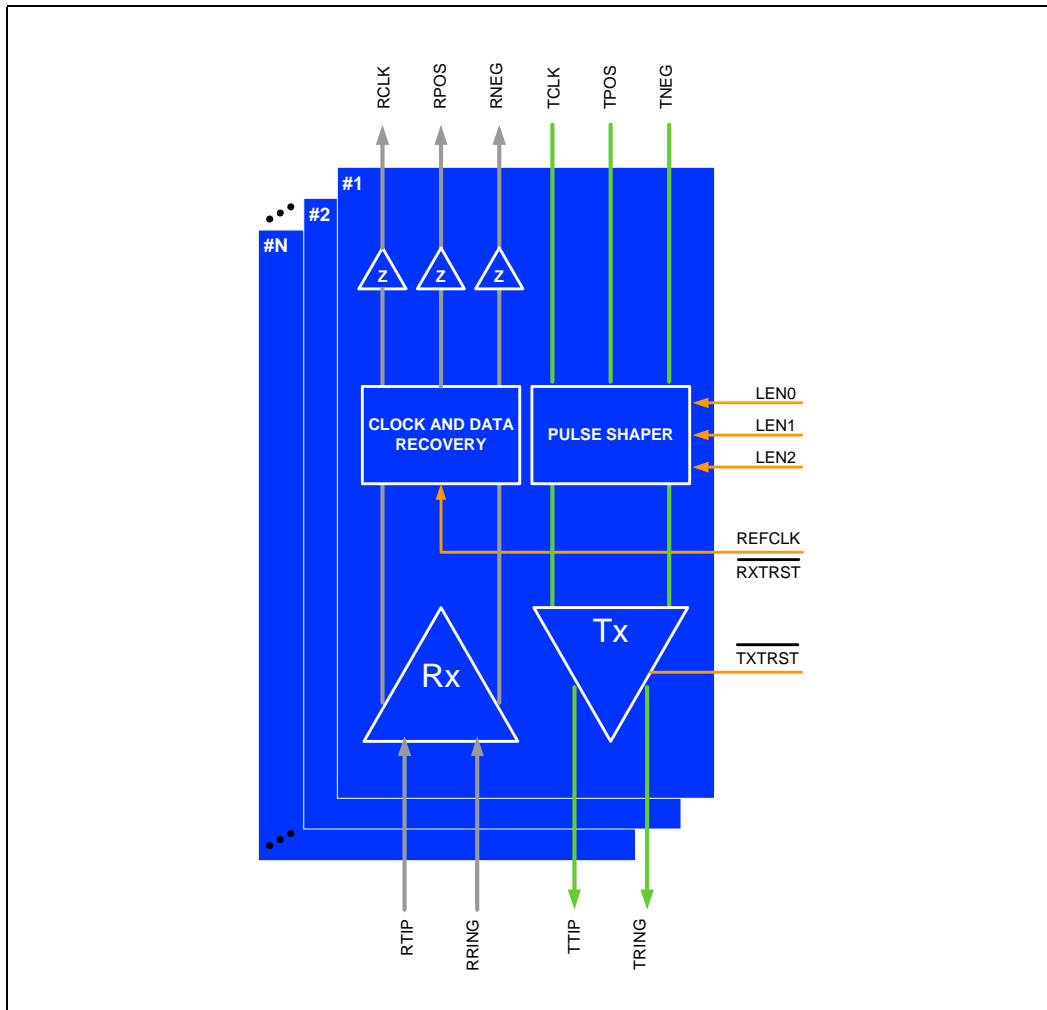 RCLK
RPOS
RNEG
TCLK
TPOS
TNEG
#1
#2
#N
Z
Z
Z
CLOCK AND DATA
RECOVERY
PULSE SHAPER
LEN0
LEN1
LEN2
REFCLK
RXTRST
Tx
TXTRST
Rx
RTIP
RRING
TTIP
TRING